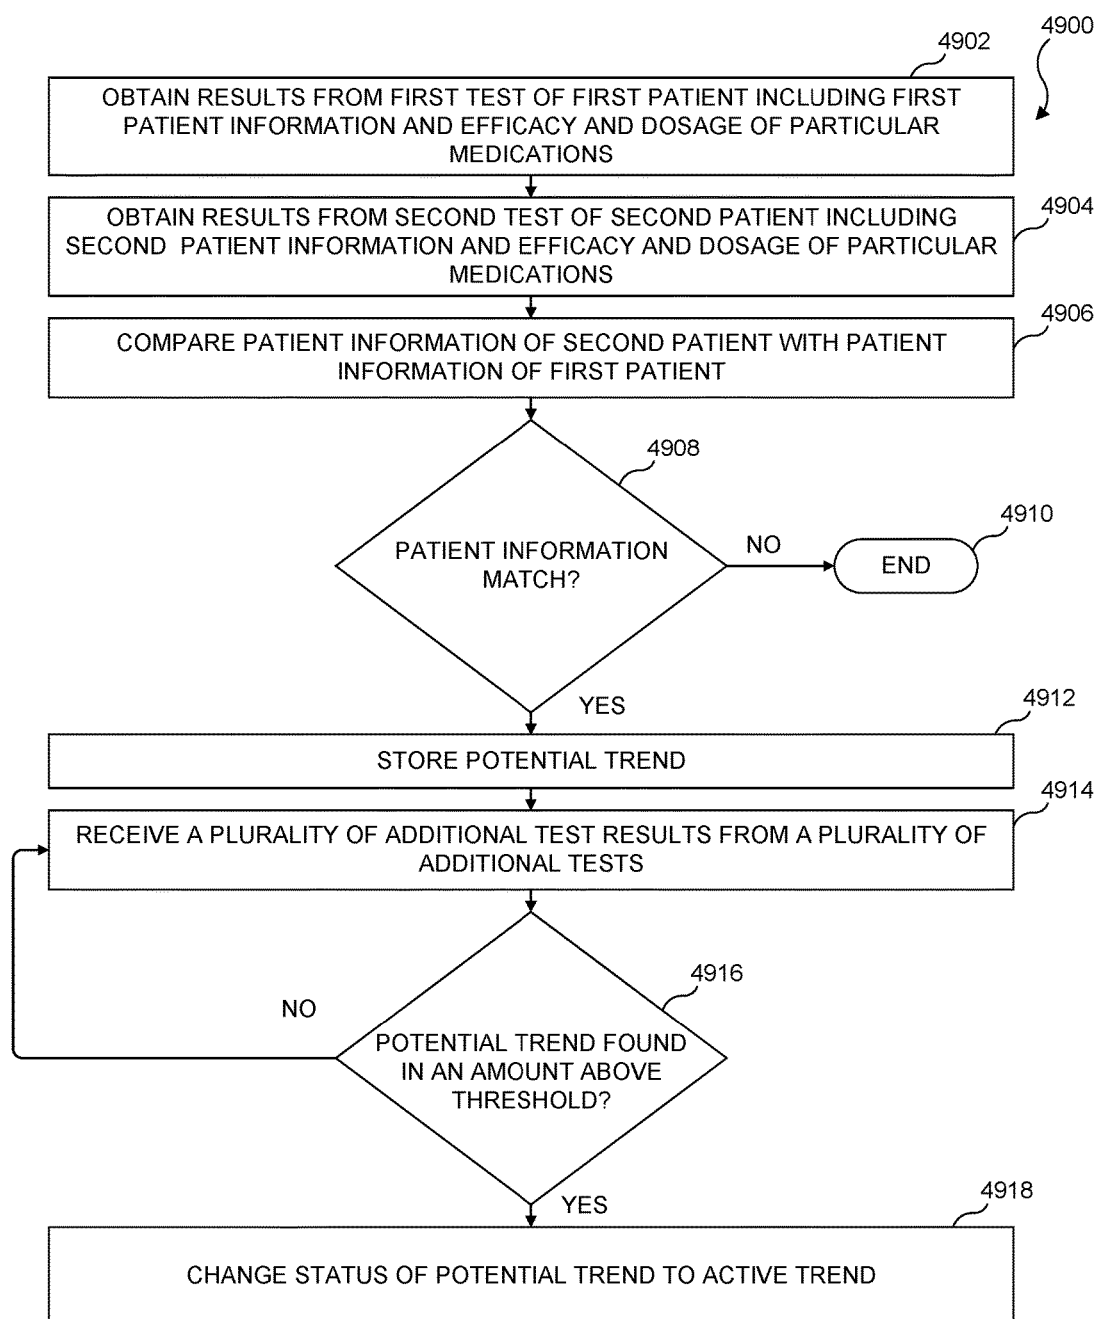 4900
4902
OBTAIN RESULTS FROM FIRST TEST OF FIRST PATIENT INCLUDING FIRST
PATIENT INFORMATION AND EFFICACY AND DOSAGE OF PARTICULAR
MEDICATIONS
4904
OBTAIN RESULTS FROM SECOND TEST OF SECOND PATIENT INCLUDING
SECOND PATIENT INFORMATION AND EFFICACY AND DOSAGE OF PARTICULAR
MEDICATIONS
4906
COMPARE PATIENT INFORMATION OF SECOND PATIENT WITH PATIENT
INFORMATION OF FIRST PATIENT
4908
PATIENT INFORMATION
MATCH?
NO
4910
END
YES
4912
STORE POTENTIAL TREND
4914
RECEIVE A PLURALITY OF ADDITIONAL TEST RESULTS FROM A PLURALITY OF
ADDITIONAL TESTS
4916
NO
POTENTIAL TREND FOUND
IN AN AMOUNT ABOVE
THRESHOLD?
YES
4918
CHANGE STATUS OF POTENTIAL TREND TO ACTIVE TREND